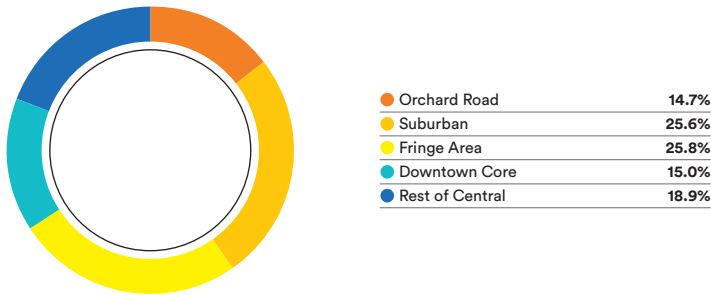 Orchard Road 14.7%
Suburban 25.6%
Fringe Area 25.8%
Downtown Core 15.0%
Rest of Central 18.9%